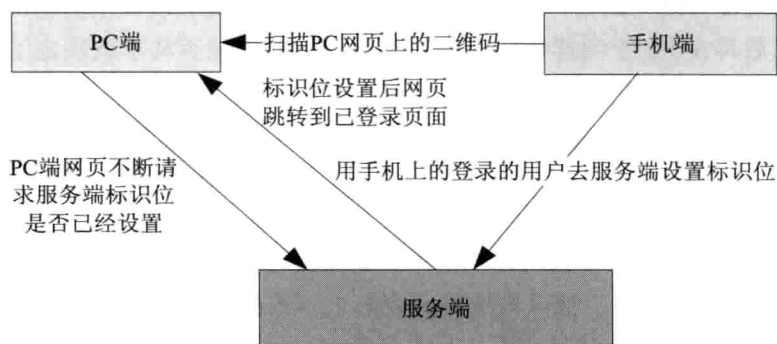 PC端
扫描PC网页上的二维码
手机端
标识位设置后网页
跳转到已登录页面
PC端网页不断请
求服务端标识位
是否已经设置
用手机上的登录的用户去服务端设置标识位
服务端